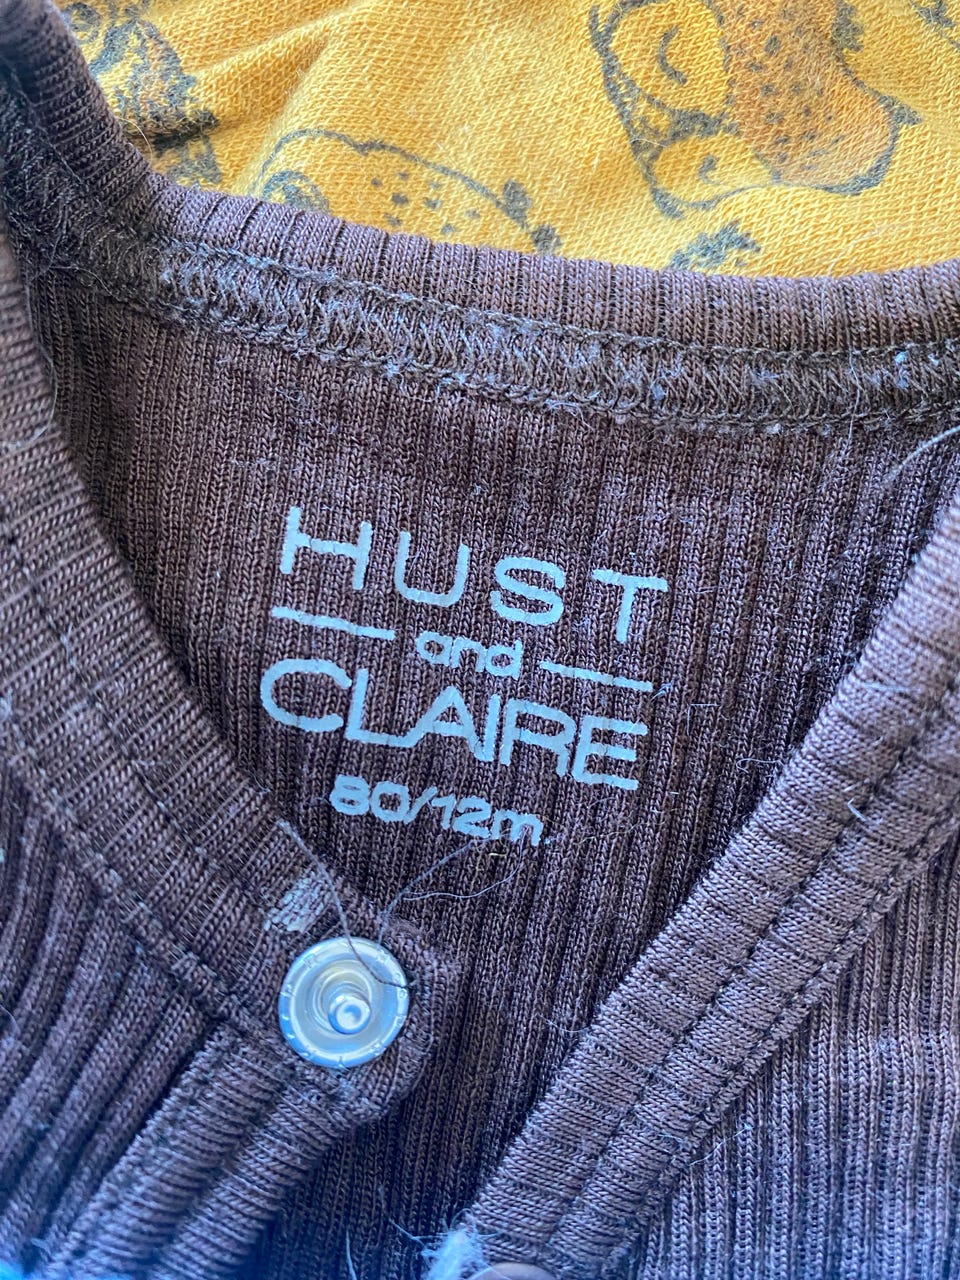 HUST
and
CLAIRE
80/12m